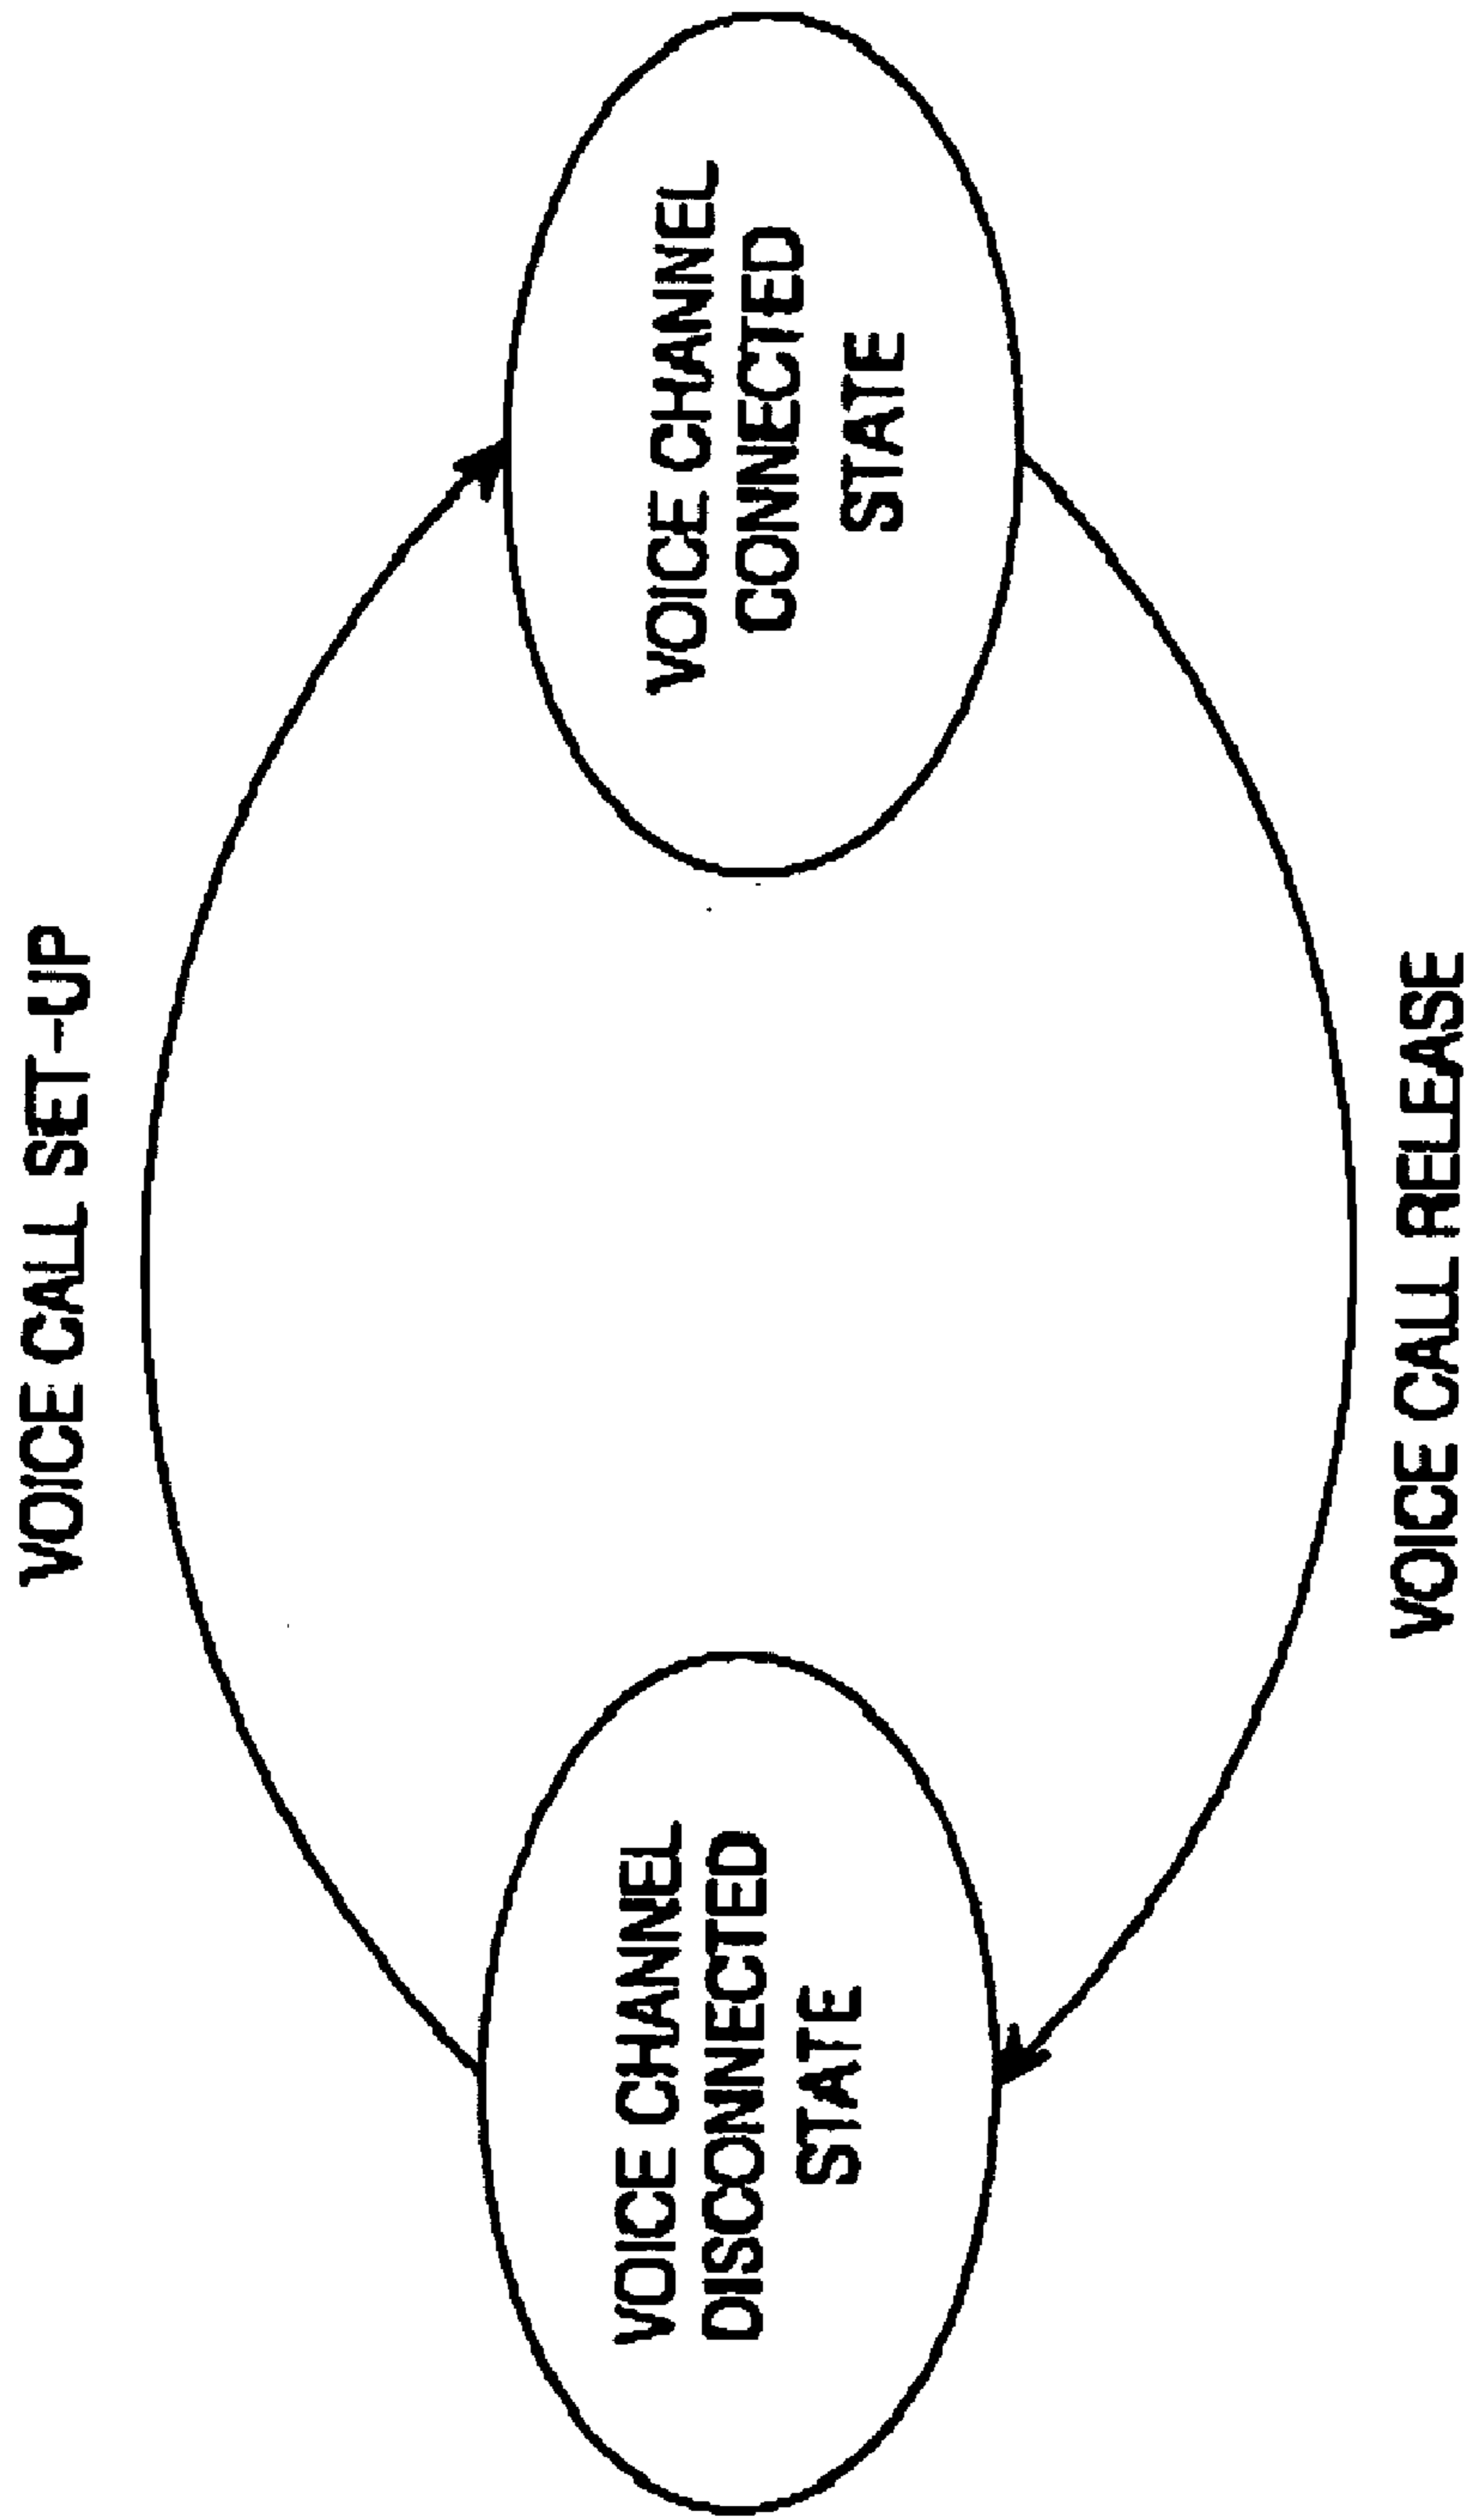 VOICE CALL SET-UP
VOICE CHANNEL
DISCONNECTED
STATE
VOICE CHANNEL
CONNECTED
STATE
VOICE CALL RELEASE